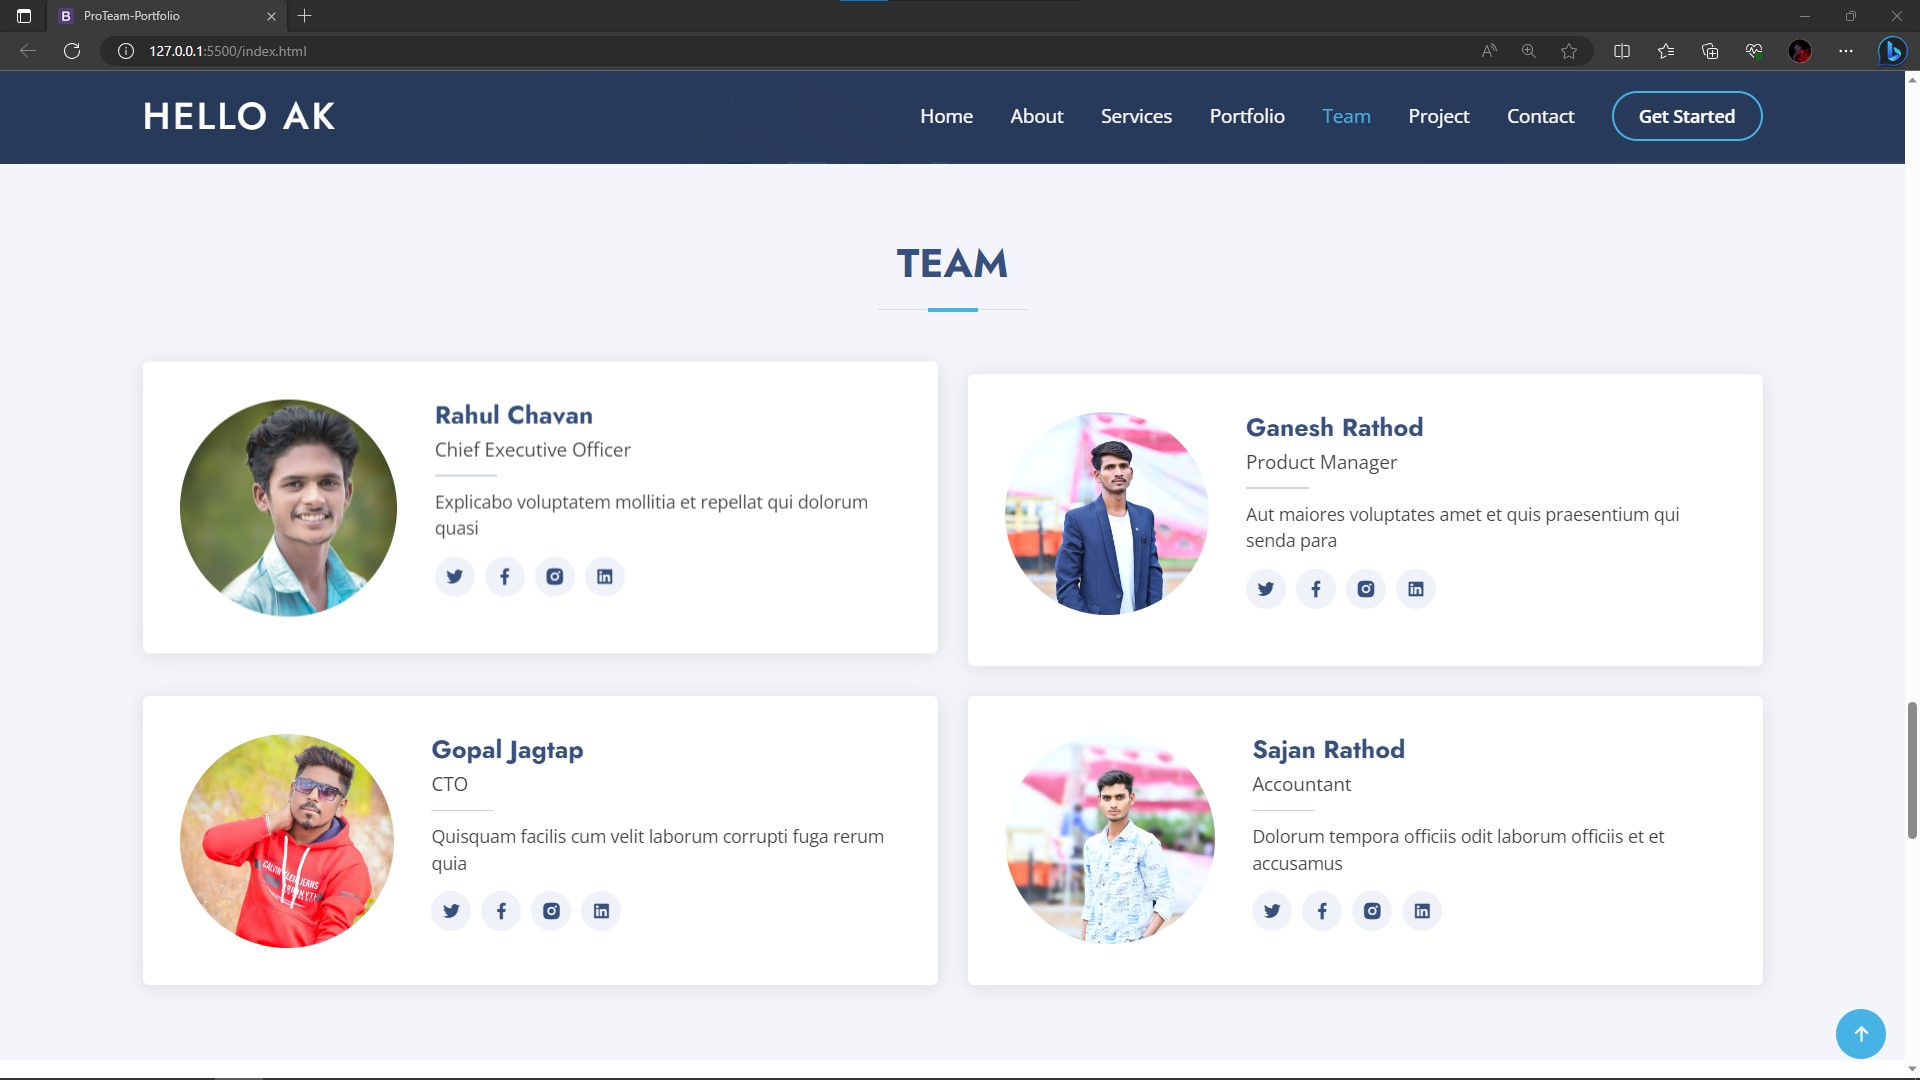 ProTeam-Portfolio
127.0.0.1:5500/index.html
HELLO AK
Home About Services Portfolio Team Project Contact Get Started
TEAM
Rahul Chavan
Chief Executive Officer
Explicabo voluptatem mollitia et repellat qui dolorum
quasi
Ganesh Rathod
Product Manager
Aut maiores voluptates amet et quis praesentium qui
senda para
Gopal Jagtap
CTO
Quisquam facilis cum velit laborum corrupti fuga rerum
quia
Sajan Rathod
Accountant
Dolorum tempora officiis odit laborum officiis et et
accusamus